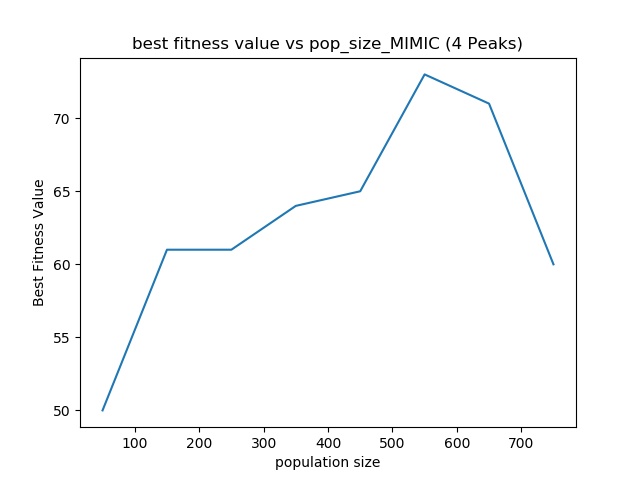 best fitness value vs pop_size_MIMIC (4 Peaks)
Best Fitness Value
70
65
60
55
50
100 200 300 400 500 600 700
population size